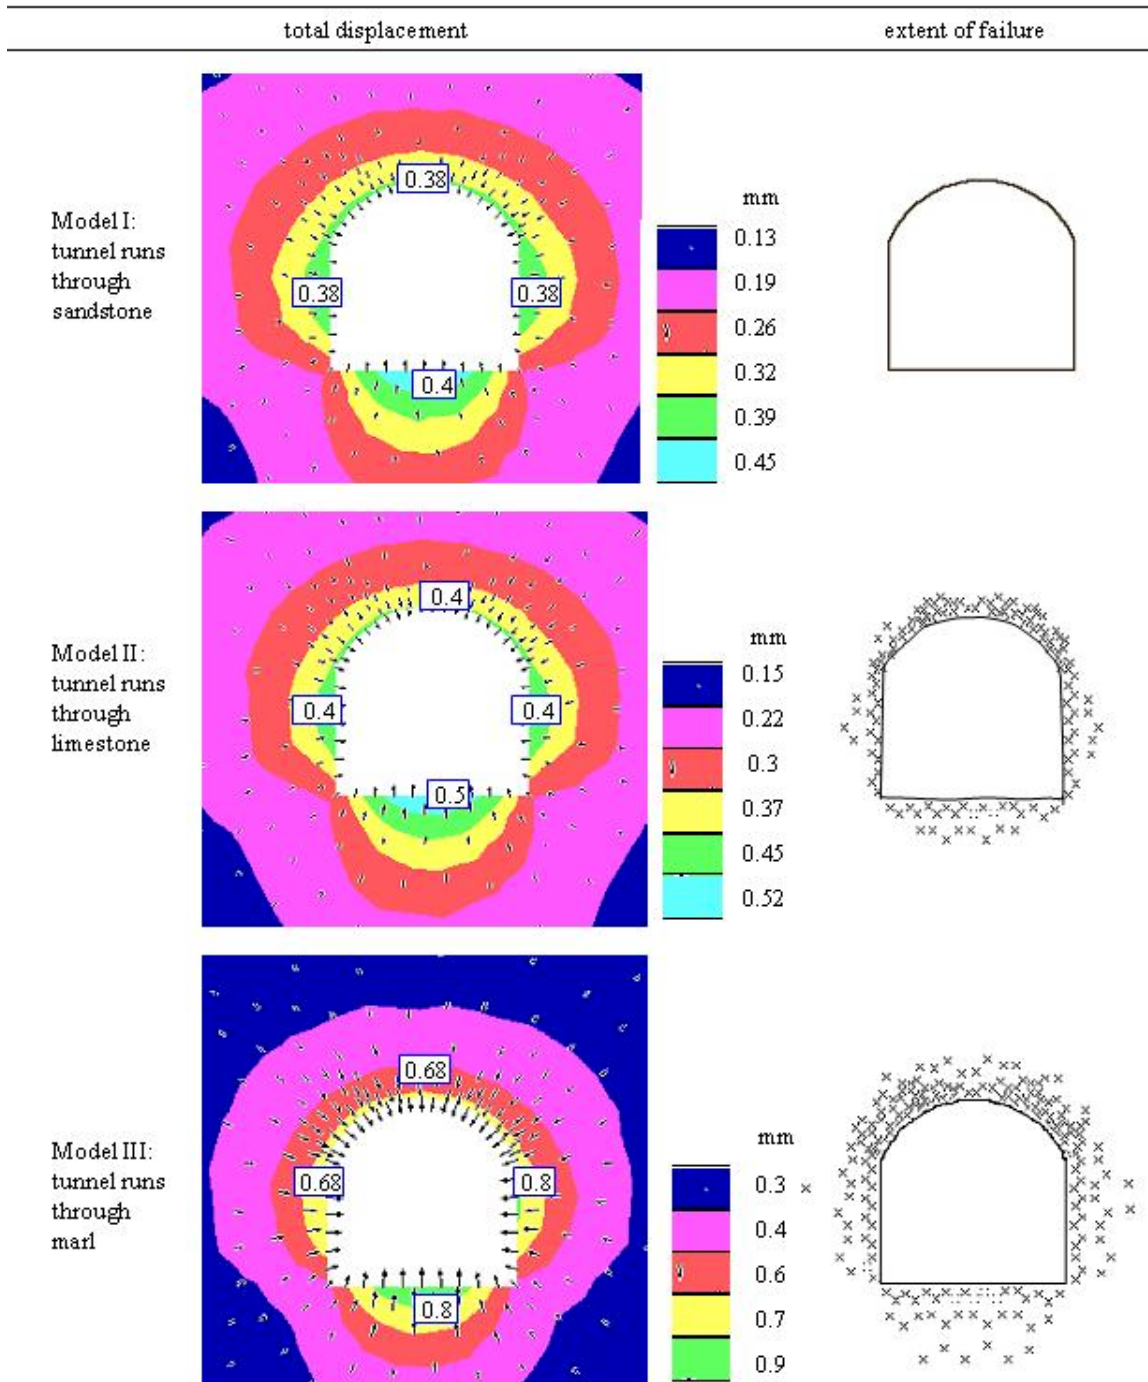 total displacement
extent of failure
Model I:
tunnel runs
through
sandstone
0.38
0.38
0.38
0.4
mm
0.13
0.19
0.26
0.32
0.39
0.45
Model II:
tunnel runs
through
limestone
0.4
0.4
0.4
0.5
mm
0.15
0.22
0.3
0.37
0.45
0.52
Model III:
tunnel runs
through
marl
0.68
0.68
0.8
0.8
mm
0.3
0.4
0.6
0.7
0.9